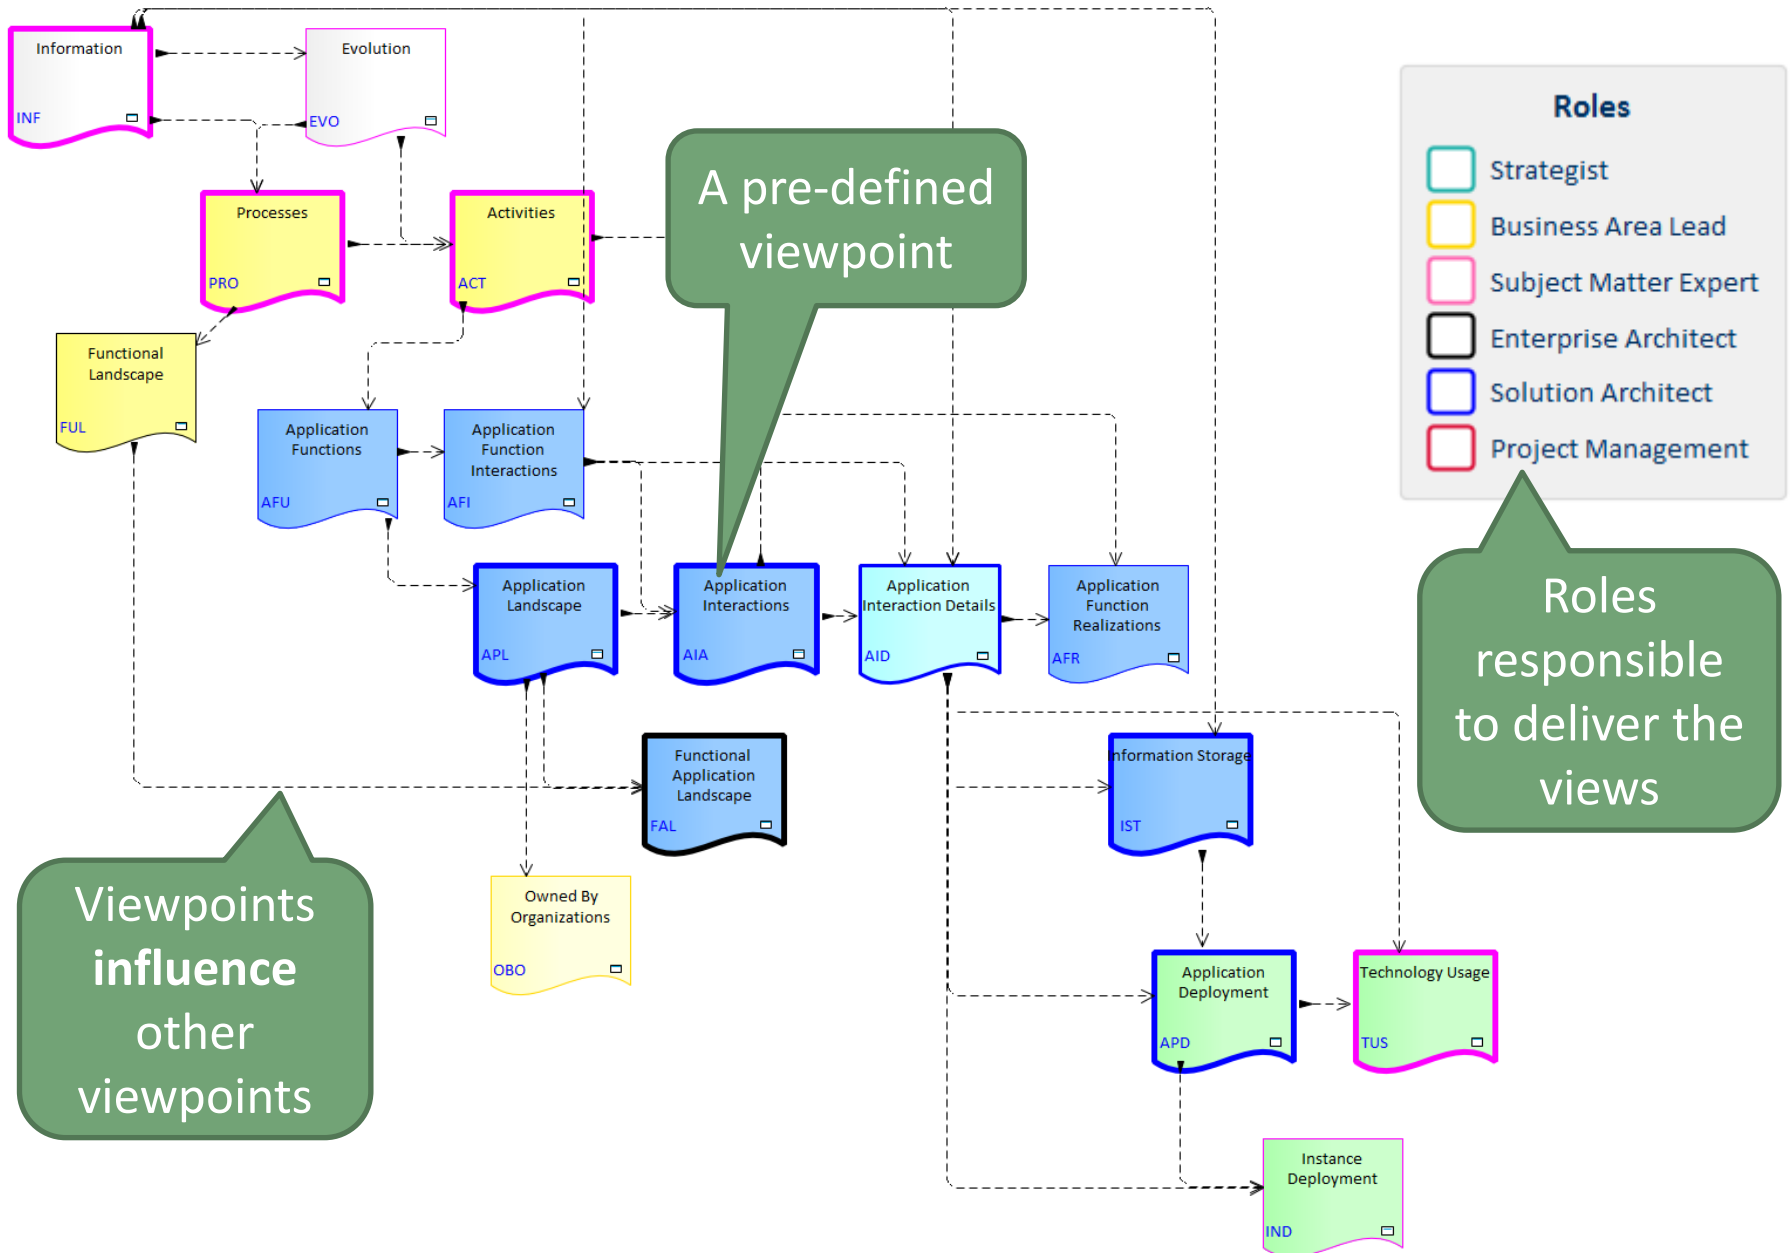 Information
INF
Evolution
EVO
Processes
PRO
Activities
ACT
A pre-defined
viewpoint
Roles
Strategist
Business Area Lead
Subject Matter Expert
Enterprise Architect
Solution Architect
Project Management
Functional
Landscape
FUL
Application
Functions
AFU
Application
Function
Interactions
AFI
Application
Landscape
APL
Application
Interactions
AIA
Application
Interaction Details
AID
Application
Function
Realizations
AFR
Roles
responsible
to deliver the
views
Functional
Application
Landscape
FAL
Information Storage
IST
Viewpoints
influence
other
viewpoints
Owned By
Organizations
OBO
Application
Deployment
APD
Technology Usage
TUS
Instance
Deployment
IND